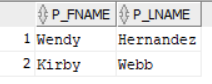 P_FNAME P_LNAME
1 Wendy Hernandez
2 Kirby Webb